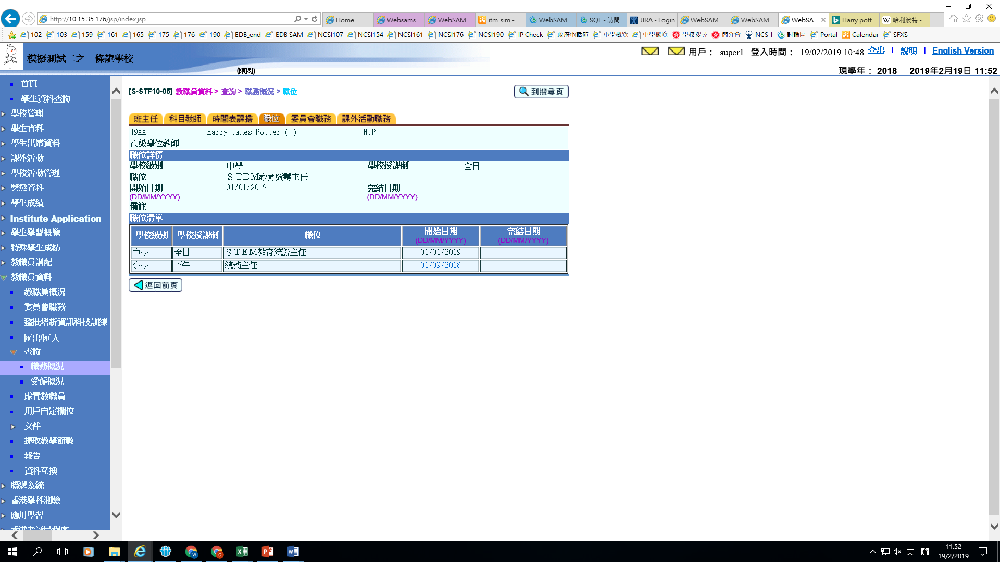 http://10.15.35.176/jsp/index.jsp
Home
Websams ...
WebSAM...
itm_sim - ...
WebSAM...
SQL - 請問...
JIRA - Login
WebSAM...
WebSAM...
WebSA...
Harry pott...
哈利波特 - ...
102 103 159 161 165 175 176 190 EDB_end EDB SAM NCSI107 NCSI154 NCSI161 NCSI176 NCSI190 IP Check 政府電話簿 小學概覽 中學概覽 學校搜尋 簡介會 NCS-I 討論區 Portal Calendar SFXS
模擬測試二之一條龍學校
(限閱)
用戶： super1 登入時間： 19/02/2019 10:48 登出 | 說明 | English Version
現學年： 2018 2019年2月19日 11:52
首頁
學生資料查詢
學校管理
學生資料
學生出席資料
課外活動
學校活動管理
獎懲資料
學生成績
Institute Application
學生學習概覽
特殊學生成績
教職員調配
教職員資料
教職員概況
委員會職務
整批增新資訊科技訓練
匯出/匯入
查詢
職務概況
受僱概況
虛置教職員
用戶自定欄位
文件
提取教學節數
報告
資料互換
聯遞系統
香港學科測驗
應用學習
[S-STF10-05] 教職員資料 > 查詢 > 職務概況 > 職位
到搜尋頁
班主任 科目教師 時間表課擔 職位 委員會職務 課外活動職務
19XX Harry James Potter ( ) HJP
高級學位教師
職位詳情
學校級別 中學 學校授課制 全日
職位 ＳＴＥＭ教育統籌主任
開始日期 01/01/2019 完結日期
(DD/MM/YYYY) (DD/MM/YYYY)
備註
職位清單
學校級別 學校授課制 職位 開始日期 完結日期
(DD/MM/YYYY) (DD/MM/YYYY)
中學 全日 ＳＴＥＭ教育統籌主任 01/01/2019
小學 下午 總務主任 01/09/2018
返回前頁
英
11:52
19/2/2019